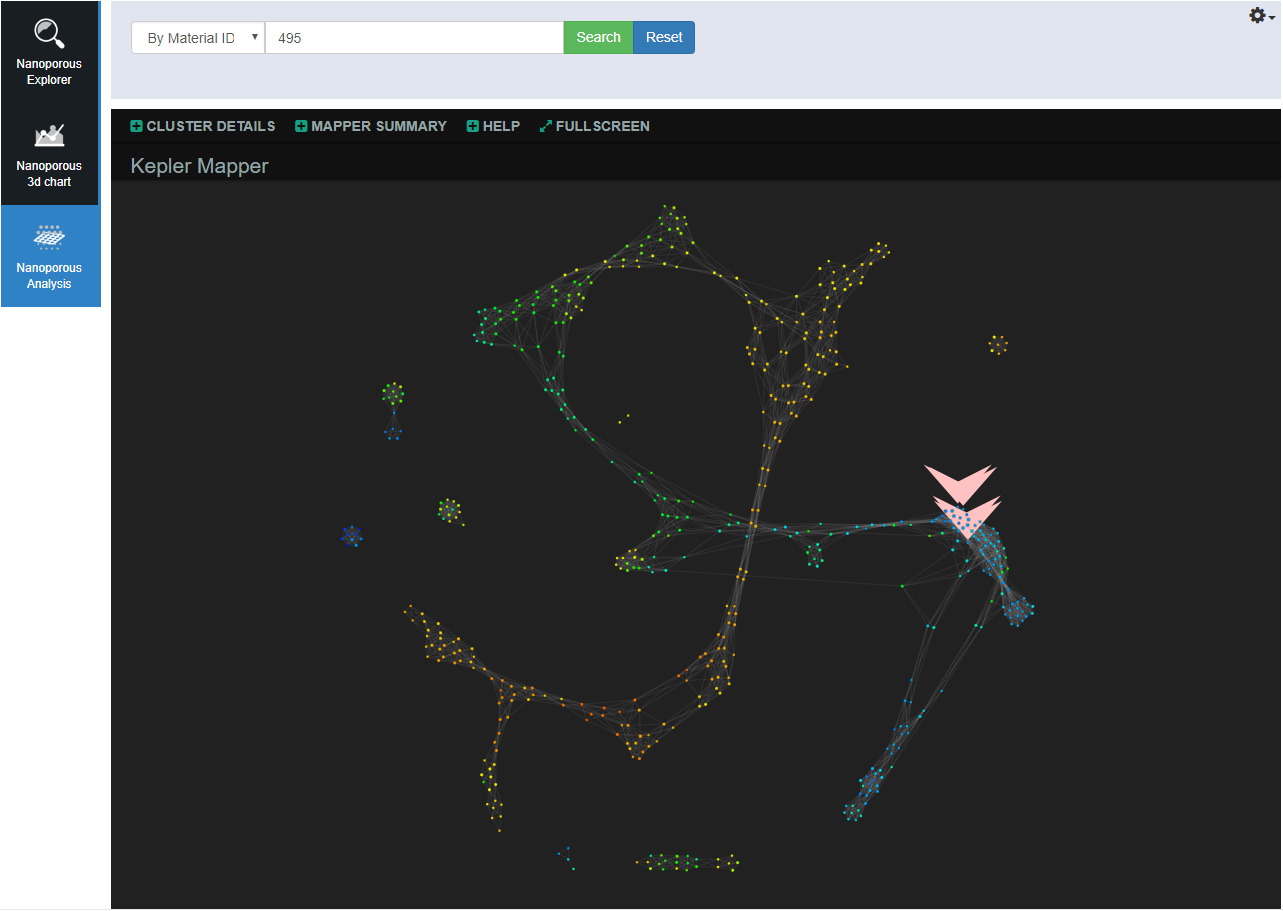 Nanoporous
Explorer
Nanoporous
3d chart
Nanoporous
Analysis
By Material ID 495 Search Reset
CLUSTER DETAILS MAPPER SUMMARY HELP FULLSCREEN
Kepler Mapper